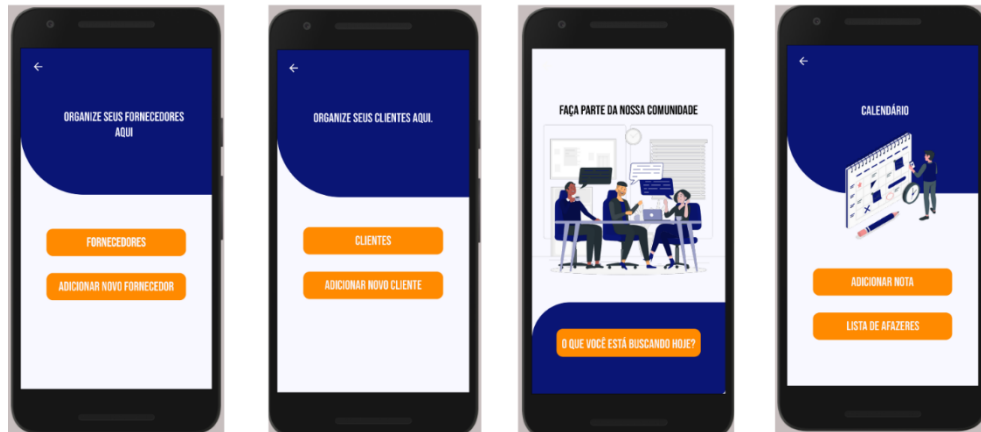 ORGANIZE SEUS FORNECEDORES
AQUI
FORNECEDORES
ADICIONAR NOVO FORNECEDOR
ORGANIZE SEUS CLIENTES AQUI.
CLIENTES
ADICIONAR NOVO CLIENTE
FAÇA PARTE DA NOSSA COMUNIDADE
O QUE VOCÊ ESTÁ BUSCANDO HOJE?
CALENDÁRIO
ADICIONAR NOTA
LISTA DE AFAZERES